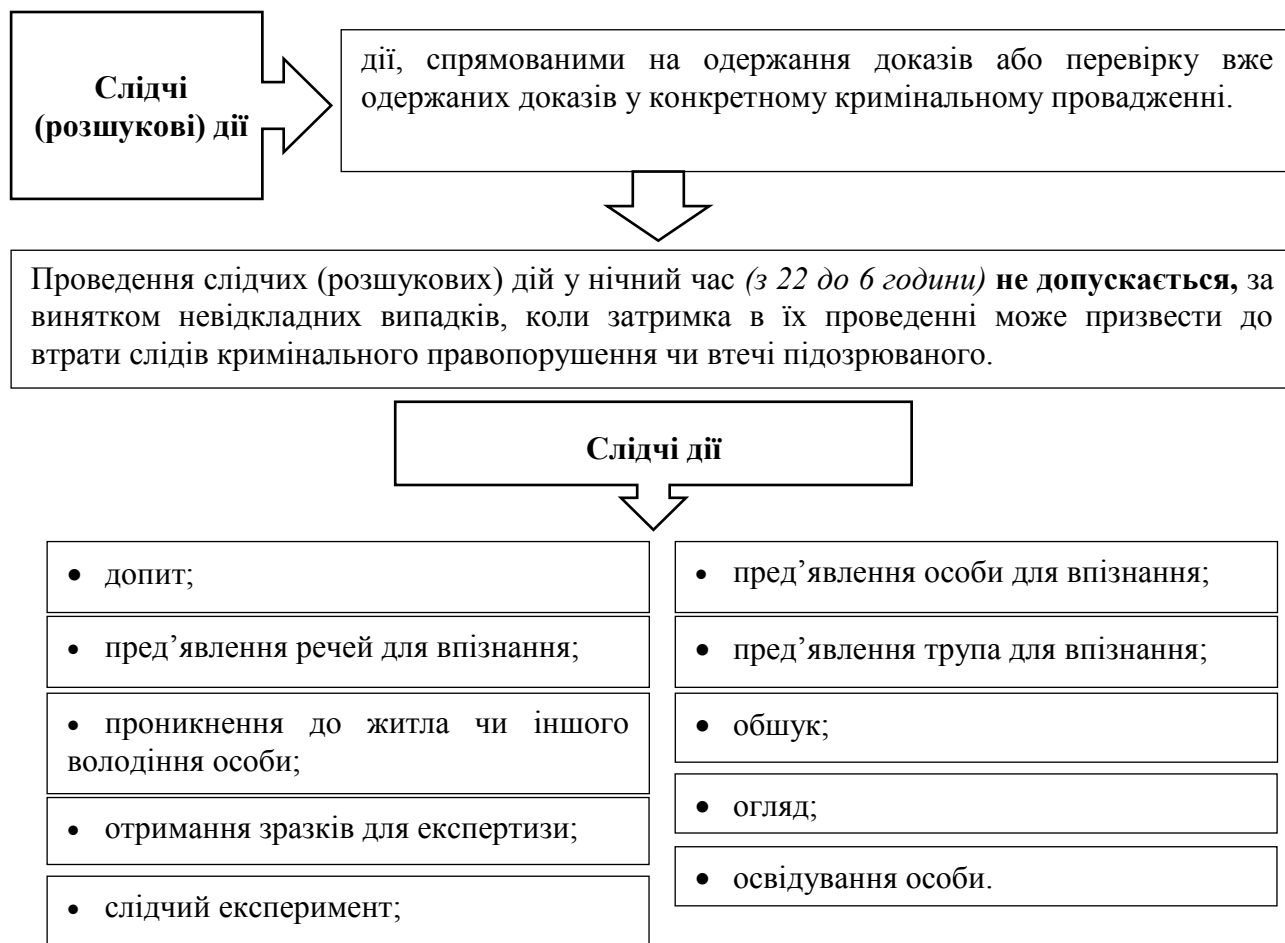 Слідчі
(розшукові) дії
дії, спрямованими на одержання доказів або перевірку вже
одержаних доказів у конкретному кримінальному провадженні.
Проведення слідчих (розшукових) дій у нічний час (з 22 до 6 години) не допускається, за
винятком невідкладних випадків, коли затримка в їх проведенні може призвести до
втрати слідів кримінального правопорушення чи втечі підозрюваного.
Слідчі дії
• допит;
• пред’явлення речей для впізнання;
• проникнення до житла чи іншого
володіння особи;
• отримання зразків для експертизи;
• слідчий експеримент;
• пред’явлення особи для впізнання;
• пред’явлення трупа для впізнання;
• обшук;
• огляд;
• освідування особи.